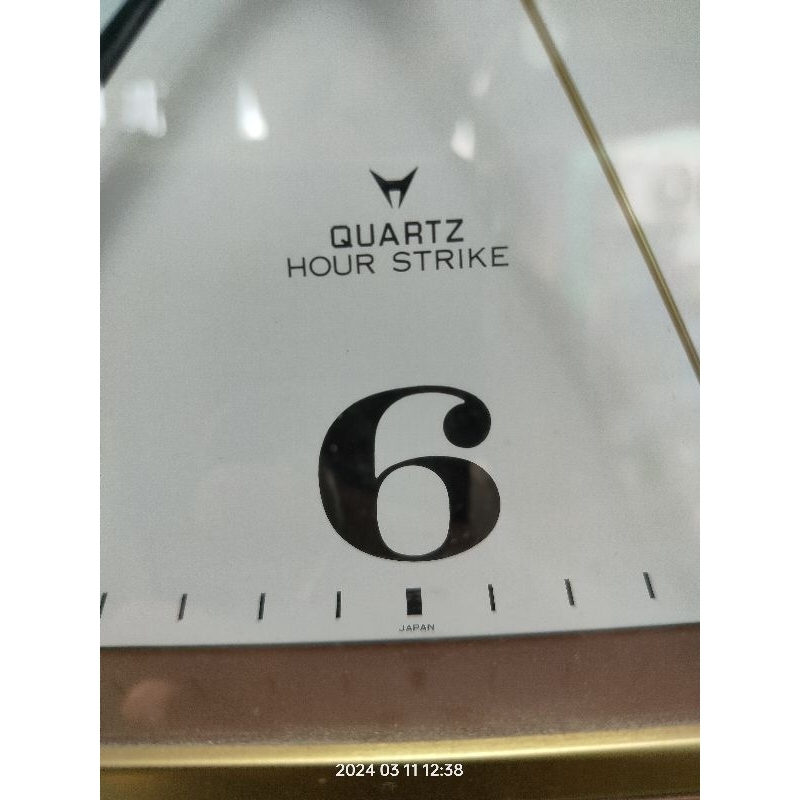 QUARTZ
HOUR STRIKE
6
JAPAN
2024 03 11 12:38